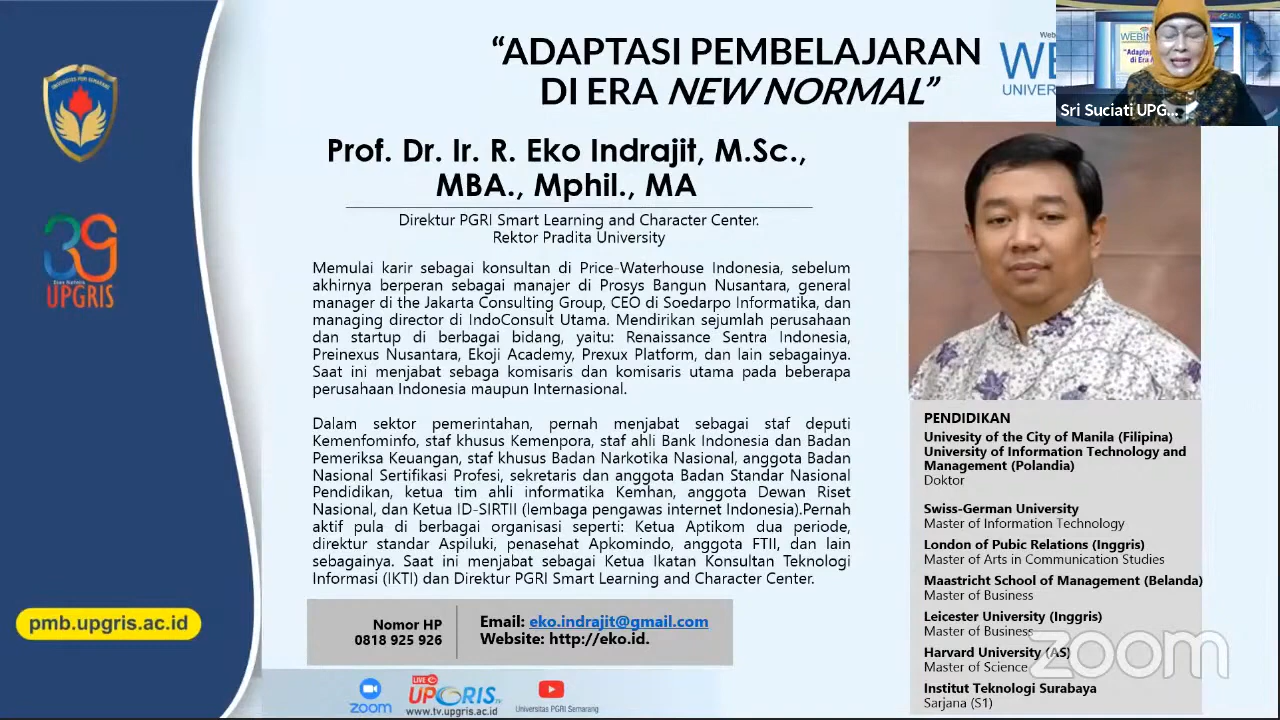 UNIVERSITAS PGRI SEMARANG
39
UPGRIS
pmb.upgris.ac.id
“ADAPTASI PEMBELAJARAN
DI ERA NEW NORMAL”
Prof. Dr. Ir. R. Eko Indrajit, M.Sc.,
MBA., Mphil., MA
Direktur PGRI Smart Learning and Character Center.
Rektor Pradita University
Memulai karir sebagai konsultan di Price-Waterhouse Indonesia, sebelum
akhirnya berperan sebagai manajer di Prosys Bangun Nusantara, general
manager di the Jakarta Consulting Group, CEO di Soedarpo Informatika, dan
managing director di IndoConsult Utama. Mendirikan sejumlah perusahaan
dan startup di berbagai bidang, yaitu: Renaissance Sentra Indonesia,
Preinexus Nusantara, Ekoji Academy, Prexux Platform, dan lain sebagainya.
Saat ini menjabat sebaga komisaris dan komisaris utama pada beberapa
perusahaan Indonesia maupun Internasional.
Dalam sektor pemerintahan, pernah menjabat sebagai staf deputi
Kemenfominfo, staf khusus Kemenpora, staf ahli Bank Indonesia dan Badan
Pemeriksa Keuangan, staf khusus Badan Narkotika Nasional, anggota Badan
Nasional Sertifikasi Profesi, sekretaris dan anggota Badan Standar Nasional
Pendidikan, ketua tim ahli informatika Kemhan, anggota Dewan Riset
Nasional, dan Ketua ID-SIRTII (lembaga pengawas internet Indonesia).Pernah
aktif pula di berbagai organisasi seperti: Ketua Aptikom dua periode,
direktur standar Aspiluki, penasehat Apkomindo, anggota FTII, dan lain
sebagainya. Saat ini menjabat sebagai Ketua Ikatan Konsultan Teknologi
Informasi (IKTI) dan Direktur PGRI Smart Learning and Character Center.
Nomor HP
0818 925 926
Email: eko.indrajit@gmail.com
Website: http://eko.id.
zoom
LIVE
UPGRIS TV
www.tv.upgris.ac.id
Universitas PGRI Semarang
Sri Suciati UPG...
PENDIDIKAN
Univesity of the City of Manila (Filipina)
University of Information Technology and
Management (Polandia)
Doktor
Swiss-German University
Master of Information Technology
London of Pubic Relations (Inggris)
Master of Arts in Communication Studies
Maastricht School of Management (Belanda)
Master of Business
Leicester University (Inggris)
Master of Business
Harvard University (AS)
Master of Science
Institut Teknologi Surabaya
Sarjana (S1)
zoom